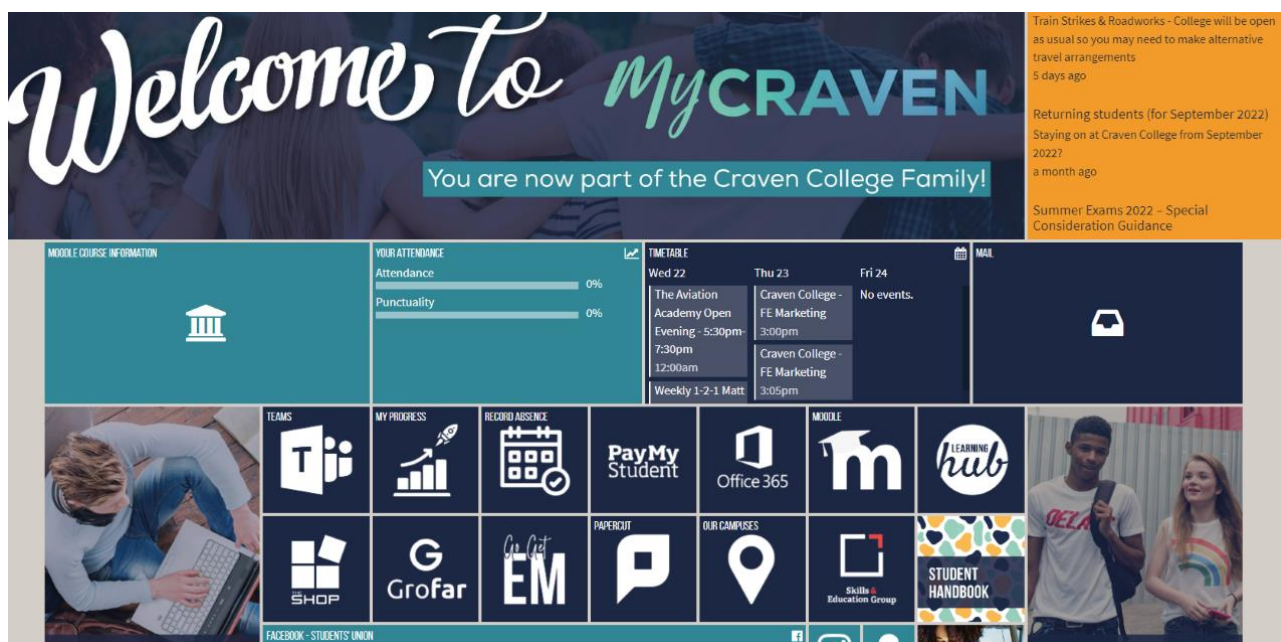 Welcome to
MyCRAVEN
You are now part of the Craven College Family!
Train Strikes & Roadworks - College will be open
as usual so you may need to make alternative
travel arrangements
5 days ago
Returning students (for September 2022)
Staying on at Craven College from September
2022?
a month ago
Summer Exams 2022 – Special
Consideration Guidance
MOODLE COURSE INFORMATION
YOUR ATTENDANCE
Attendance
0%
Punctuality
0%
TIMETABLE
Wed 22
The Aviation
Academy Open
Evening - 5:30pm-
7:30pm
12:00am
Weekly 1-2-1 Matt
Thu 23
Craven College -
FE Marketing
3:00pm
Craven College -
FE Marketing
3:05pm
Fri 24
No events.
MAIL
TEAMS
T
MY PROGRESS
RECORD ABSENCE
PayMy
Student
Office 365
MOODLE
m
LEARNING
hub
THE
SHOP
G
Grofar
Go Get
EM
PAPERCUT
OUR CAMPUSES
Skills &
Education Group
STUDENT
HANDBOOK
DELA
FACEBOOK - STUDENTS' UNION